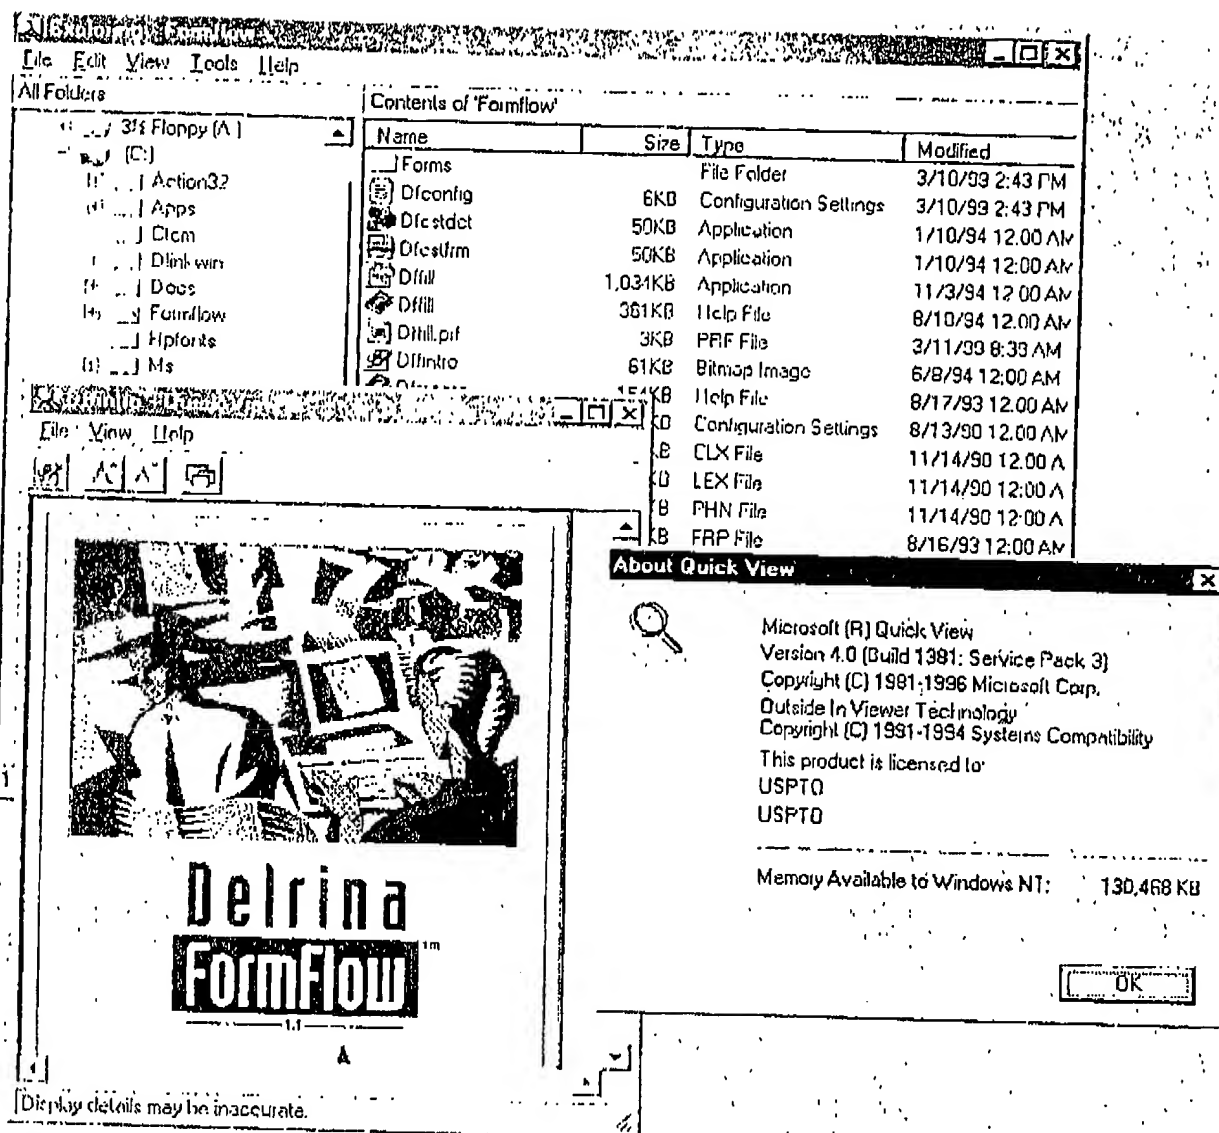 Exploring - Formflow
File Edit View Tools Help
All Folders
Contents of 'Formflow'
Name Size Type Modified
3½ Floppy (A:)
(C:)
Action32
Apps
Dlinkwin
Docs
Formflow
Hpfonts
Ms
Forms File Folder 3/10/99 2:43 PM
Dfconfig 6KB Configuration Settings 3/10/99 2:43 PM
Dfcstdct 50KB Application 1/10/94 12:00 AM
Dfcstfrm 50KB Application 1/10/94 12:00 AM
Dffill 1,034KB Application 11/3/94 12:00 AM
Dffill 361KB Help File 8/10/94 12:00 AM
Dffill.prf 3KB PRF File 3/11/99 8:39 AM
Dffintro 61KB Bitmap Image 6/8/94 12:00 AM
Help File 8/17/93 12:00 AM
Configuration Settings 8/13/90 12:00 AM
CLX File 11/14/90 12:00 A
LEX File 11/14/90 12:00 A
PHN File 11/14/90 12:00 A
KB FRP File 8/16/93 12:00 AM
File View Help
Delrina
FormFlow ™
1.1
Display details may be inaccurate.
About Quick View
Microsoft (R) Quick View
Version 4.0 (Build 1381: Service Pack 3)
Copyright (C) 1981-1996 Microsoft Corp.
Outside In Viewer Technology
Copyright (C) 1991-1994 Systems Compatibility
This product is licensed to:
USPTO
USPTO
Memory Available to Windows NT: 130,468 KB
OK